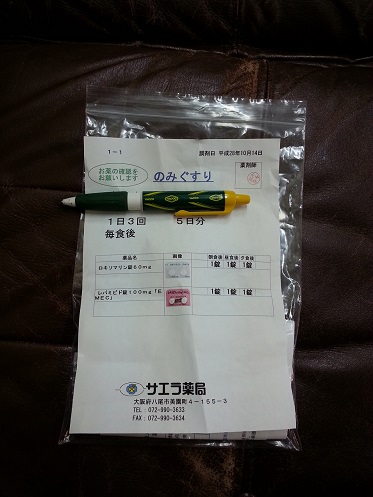 1-1
調剤日 平成26年10月14日
お薬の確認を
お願いします
のみぐすり
薬剤師
1日3回 5日分
毎食後
薬品名 画像 朝食後 昼食後 夕食後
ロキソマリン錠60mg 1錠 1錠 1錠
レバミピド錠100mg「E
MEC」 1錠 1錠 1錠
サエラ薬局
大阪府八尾市美園町4-155-3
TEL:072-990-3633
FAX:072-990-3634